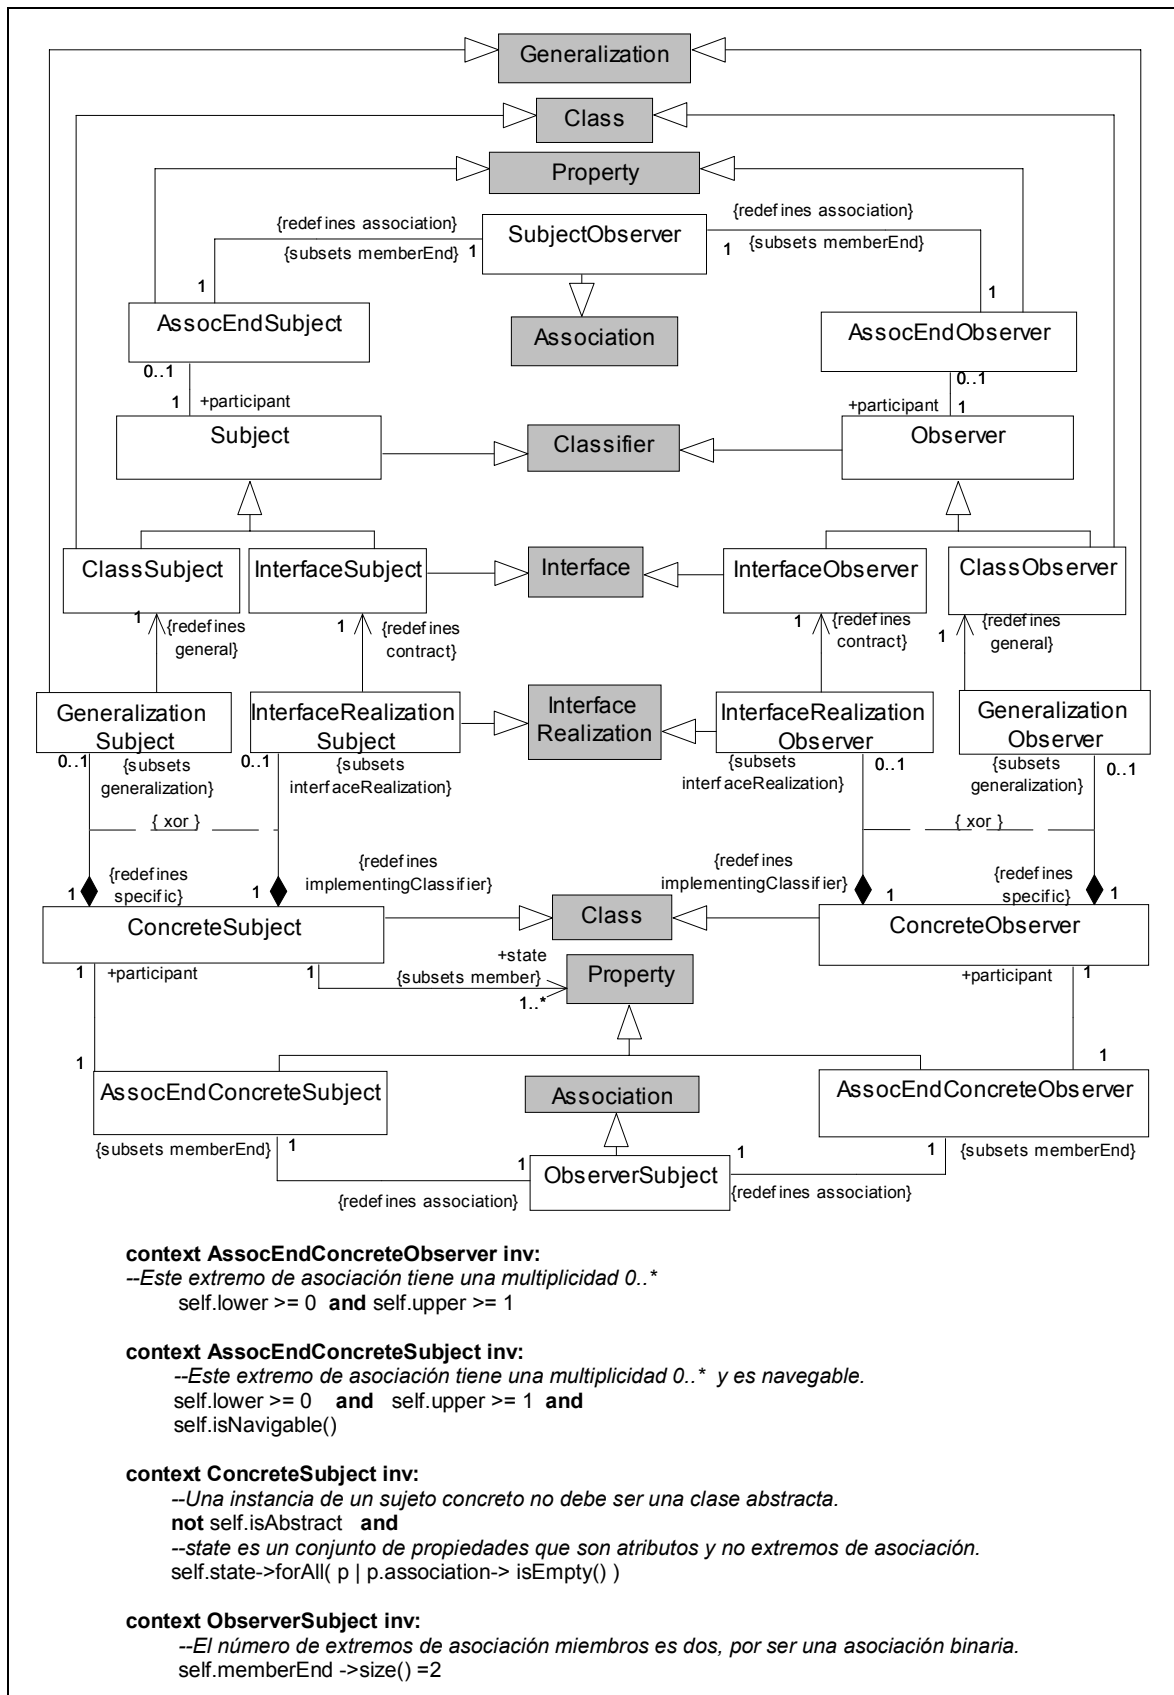 Generalization
Class
Property
{redefines association}
SubjectObserver
{redefines association}
{subsets memberEnd}
1
1
{subsets memberEnd}
1
1
AssocEndSubject
Association
AssocEndObserver
0..1
0..1
1
+participant
+participant
1
Subject
Classifier
Observer
ClassSubject
InterfaceSubject
Interface
InterfaceObserver
ClassObserver
1
{redefines
general}
1
{redefines
contract}
1
{redefines
contract}
1
{redefines
general}
Generalization
Subject
InterfaceRealization
Subject
Interface
Realization
InterfaceRealization
Observer
Generalization
Observer
0..1
{subsets
generalization}
0..1
{subsets
interfaceRealization}
{subsets
interfaceRealization}
0..1
{subsets
generalization}
0..1
{ xor }
{ xor }
1
{redefines
specific}
1
{redefines
implementingClassifier}
{redefines
implementingClassifier}
1
{redefines
specific}
1
ConcreteSubject
Class
ConcreteObserver
1
+participant
1
+state
{subsets member}
1..*
Property
+participant
1
1
1
AssocEndConcreteSubject
Association
AssocEndConcreteObserver
{subsets memberEnd}
1
1
ObserverSubject
1
1
{subsets memberEnd}
{redefines association}
{redefines association}
context AssocEndConcreteObserver inv:
--Este extremo de asociación tiene una multiplicidad 0..*
self.lower >= 0 and self.upper >= 1
context AssocEndConcreteSubject inv:
--Este extremo de asociación tiene una multiplicidad 0..* y es navegable.
self.lower >= 0 and self.upper >= 1 and
self.isNavigable()
context ConcreteSubject inv:
--Una instancia de un sujeto concreto no debe ser una clase abstracta.
not self.isAbstract and
--state es un conjunto de propiedades que son atributos y no extremos de asociación.
self.state->forAll( p | p.association-> isEmpty() )
context ObserverSubject inv:
--El número de extremos de asociación miembros es dos, por ser una asociación binaria.
self.memberEnd ->size() =2